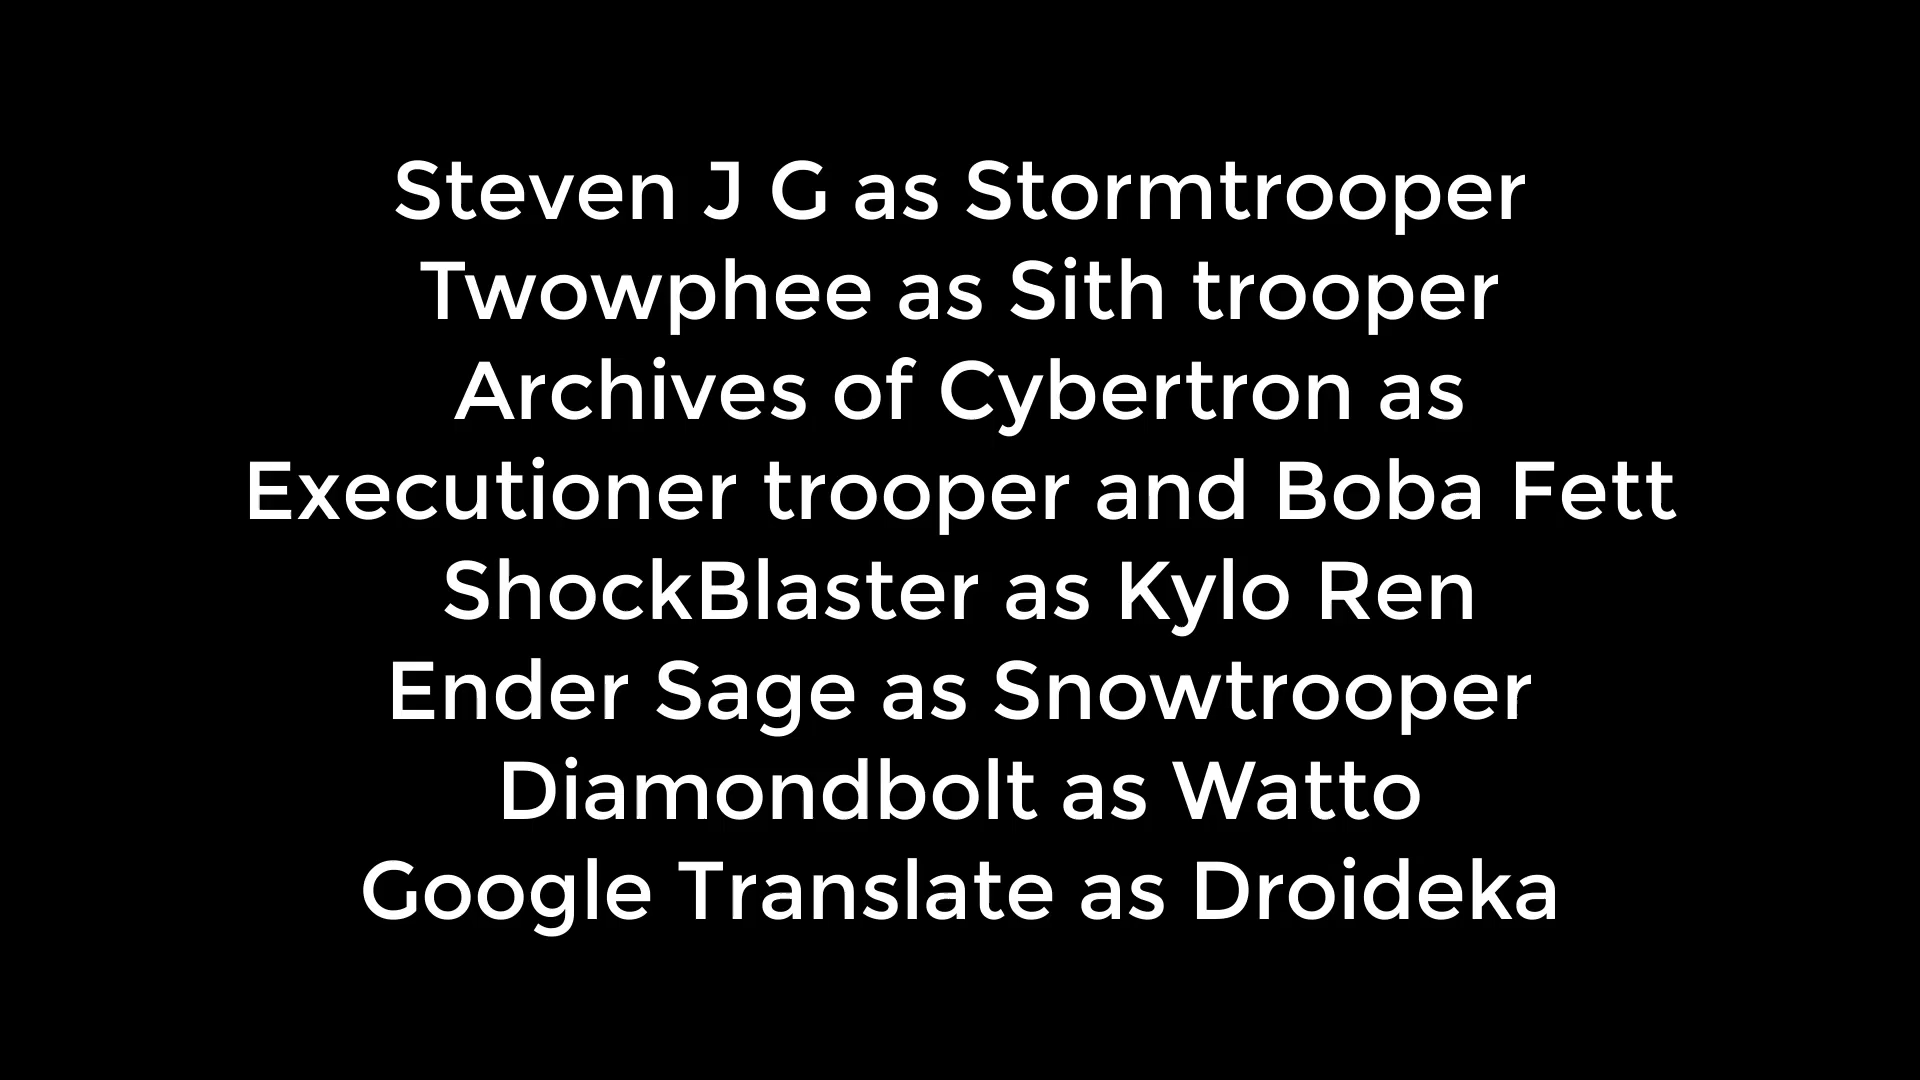 Steven J G as Stormtrooper
Twowphee as Sith trooper
Archives of Cybertron as
Executioner trooper and Boba Fett
ShockBlaster as Kylo Ren
Ender Sage as Snowtrooper
Diamondbolt as Watto
Google Translate as Droideka